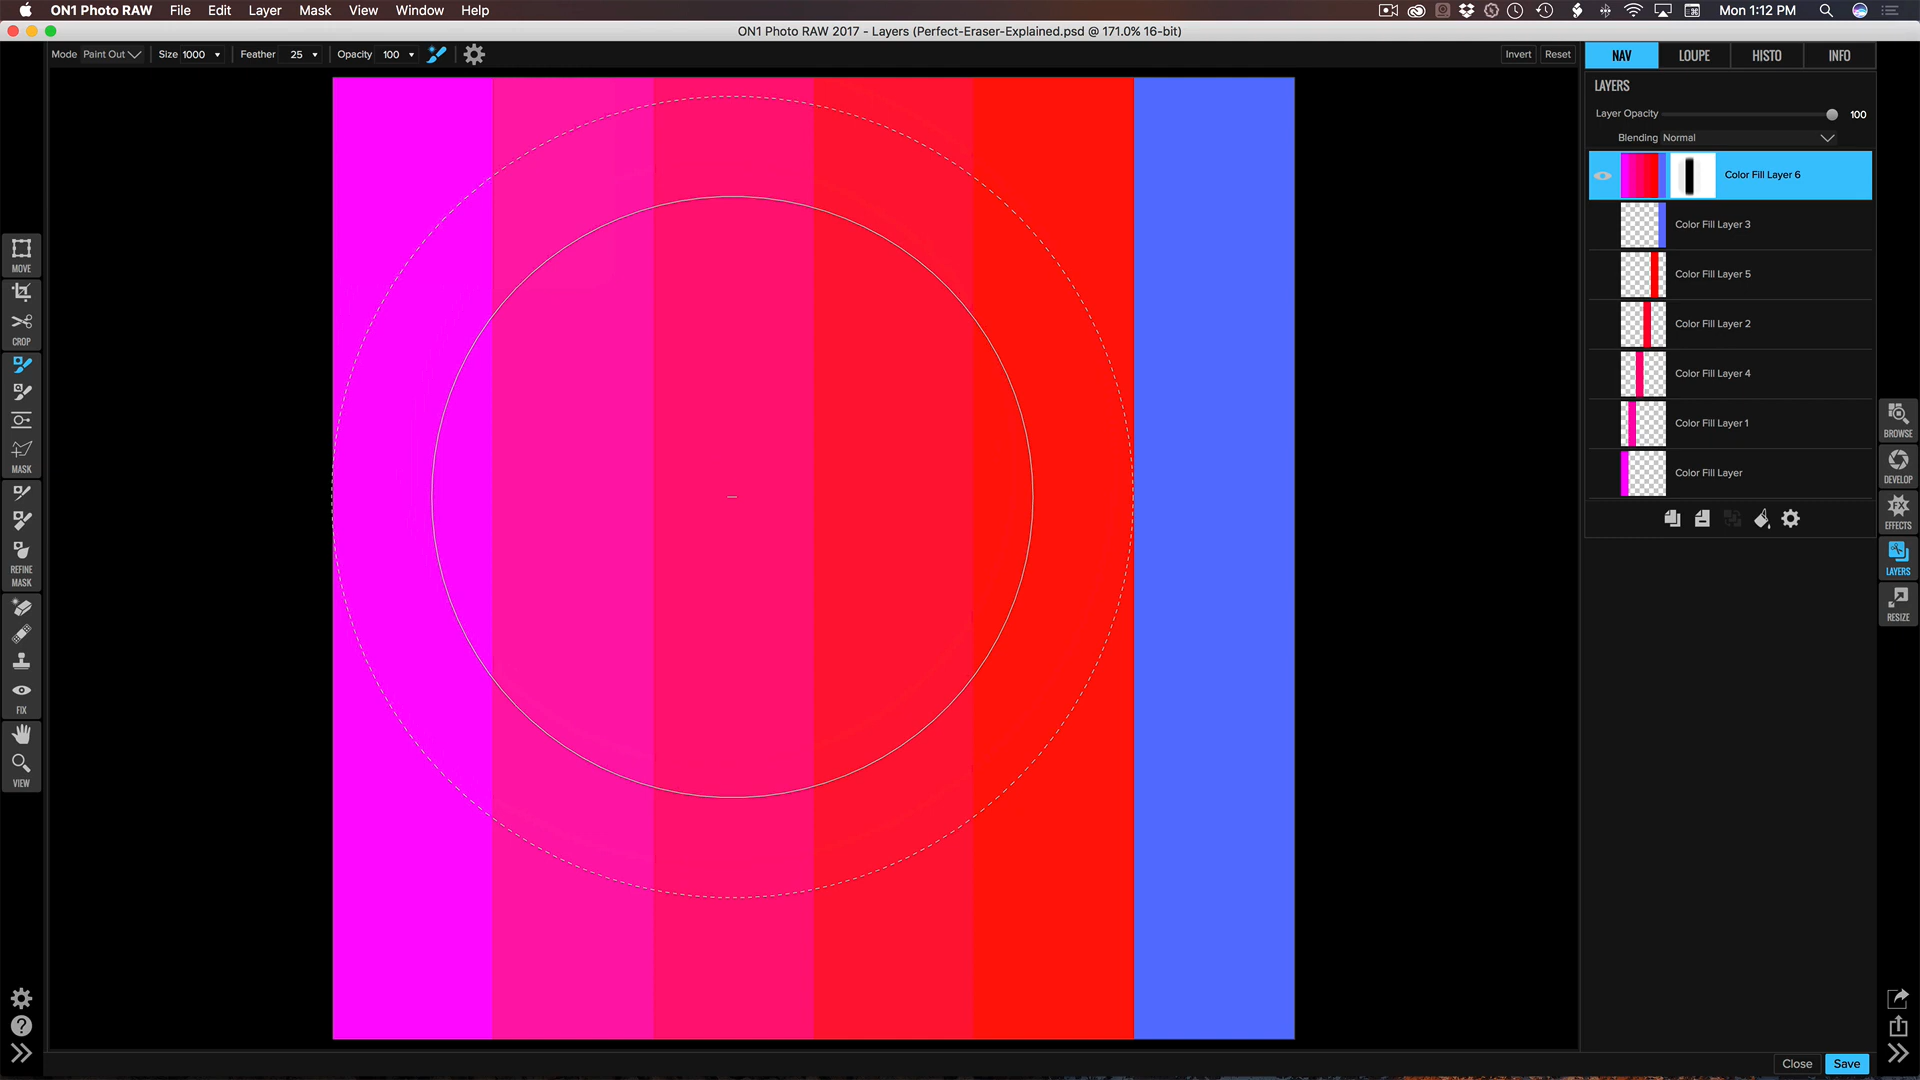 ON1 Photo RAW File Edit Layer Mask View Window Help Mon 1:12 PM
ON1 Photo RAW 2017 - Layers (Perfect-Eraser-Explained.psd @ 171.0% 16-bit)
Mode Paint Out Size 1000 Feather 25 Opacity 100 Invert Reset
NAV LOUPE HISTO INFO
LAYERS
Layer Opacity 100
Blending Normal
Color Fill Layer 6
Color Fill Layer 3
Color Fill Layer 5
Color Fill Layer 2
Color Fill Layer 4
Color Fill Layer 1
Color Fill Layer
MOVE
CROP
MASK
REFINE
MASK
FIX
VIEW
BROWSE
DEVELOP
FX
EFFECTS
LAYERS
RESIZE
?
Close Save